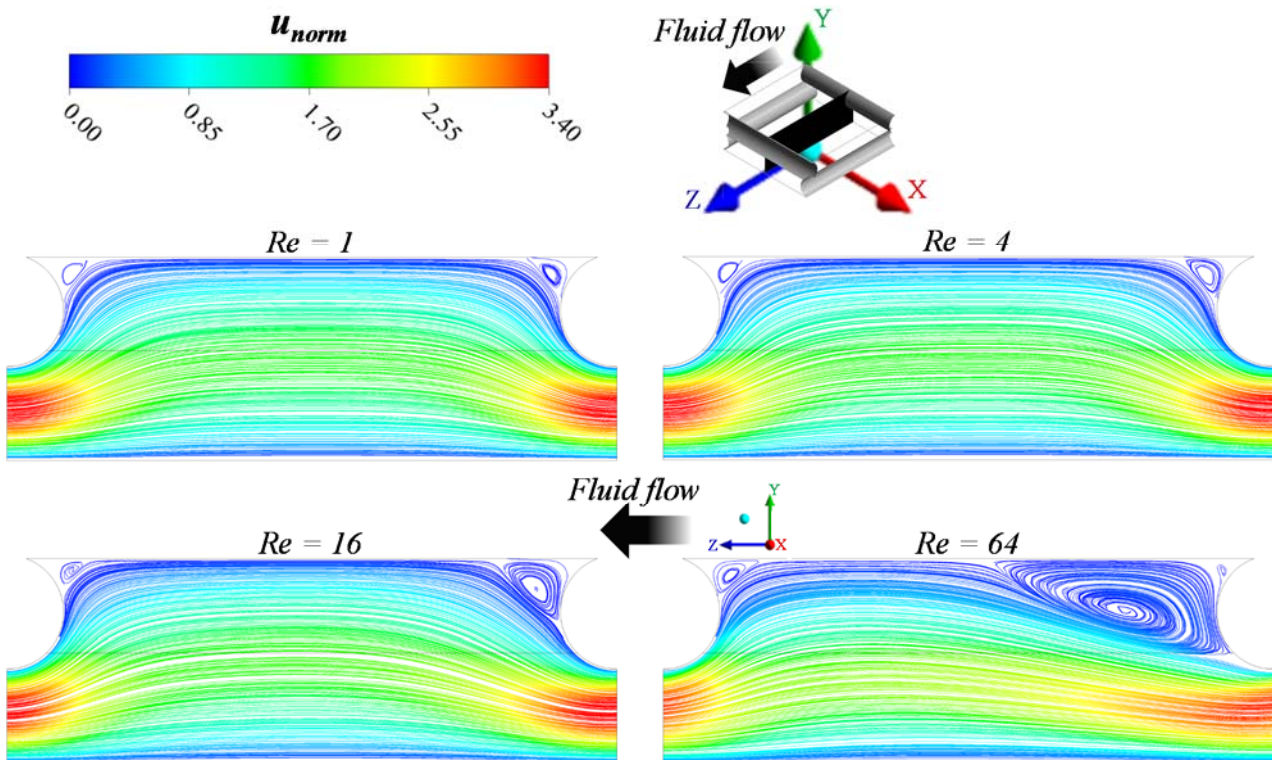 u_norm
0.00 0.85 1.70 2.55 3.40
Fluid flow
Y
Z
X
Re = 1
Re = 4
Fluid flow
Y
Z X
Re = 16
Re = 64